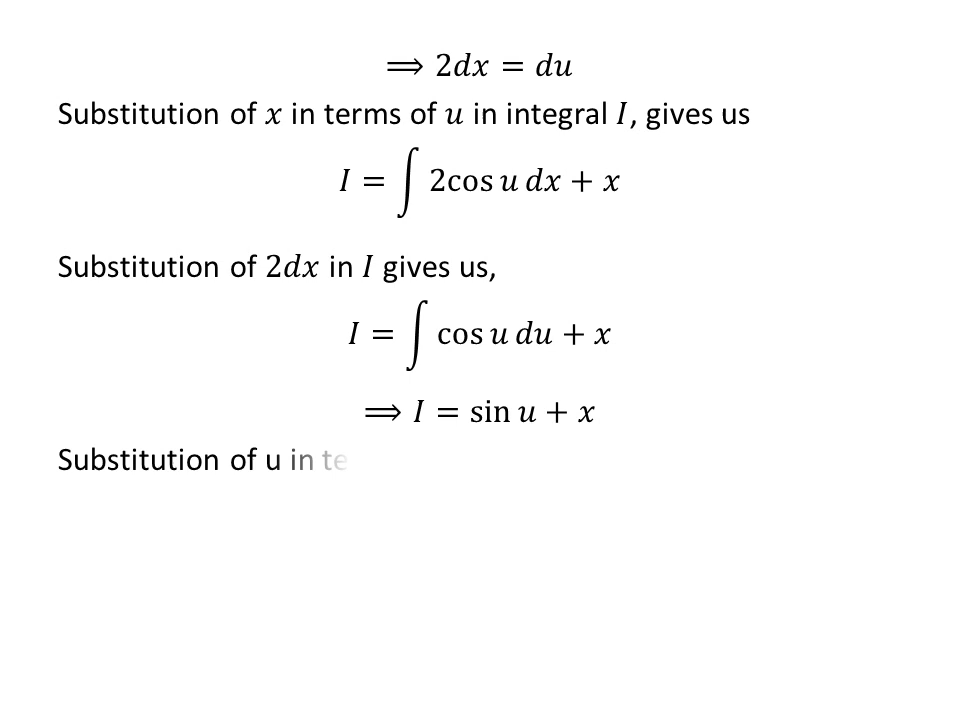 ⟹ 2dx = du
Substitution of x in terms of u in integral I, gives us
I = ∫ 2cos u dx + x
Substitution of 2dx in I gives us,
I = ∫ cos u du + x
⟹ I = sin u + x
Substitution of u in te